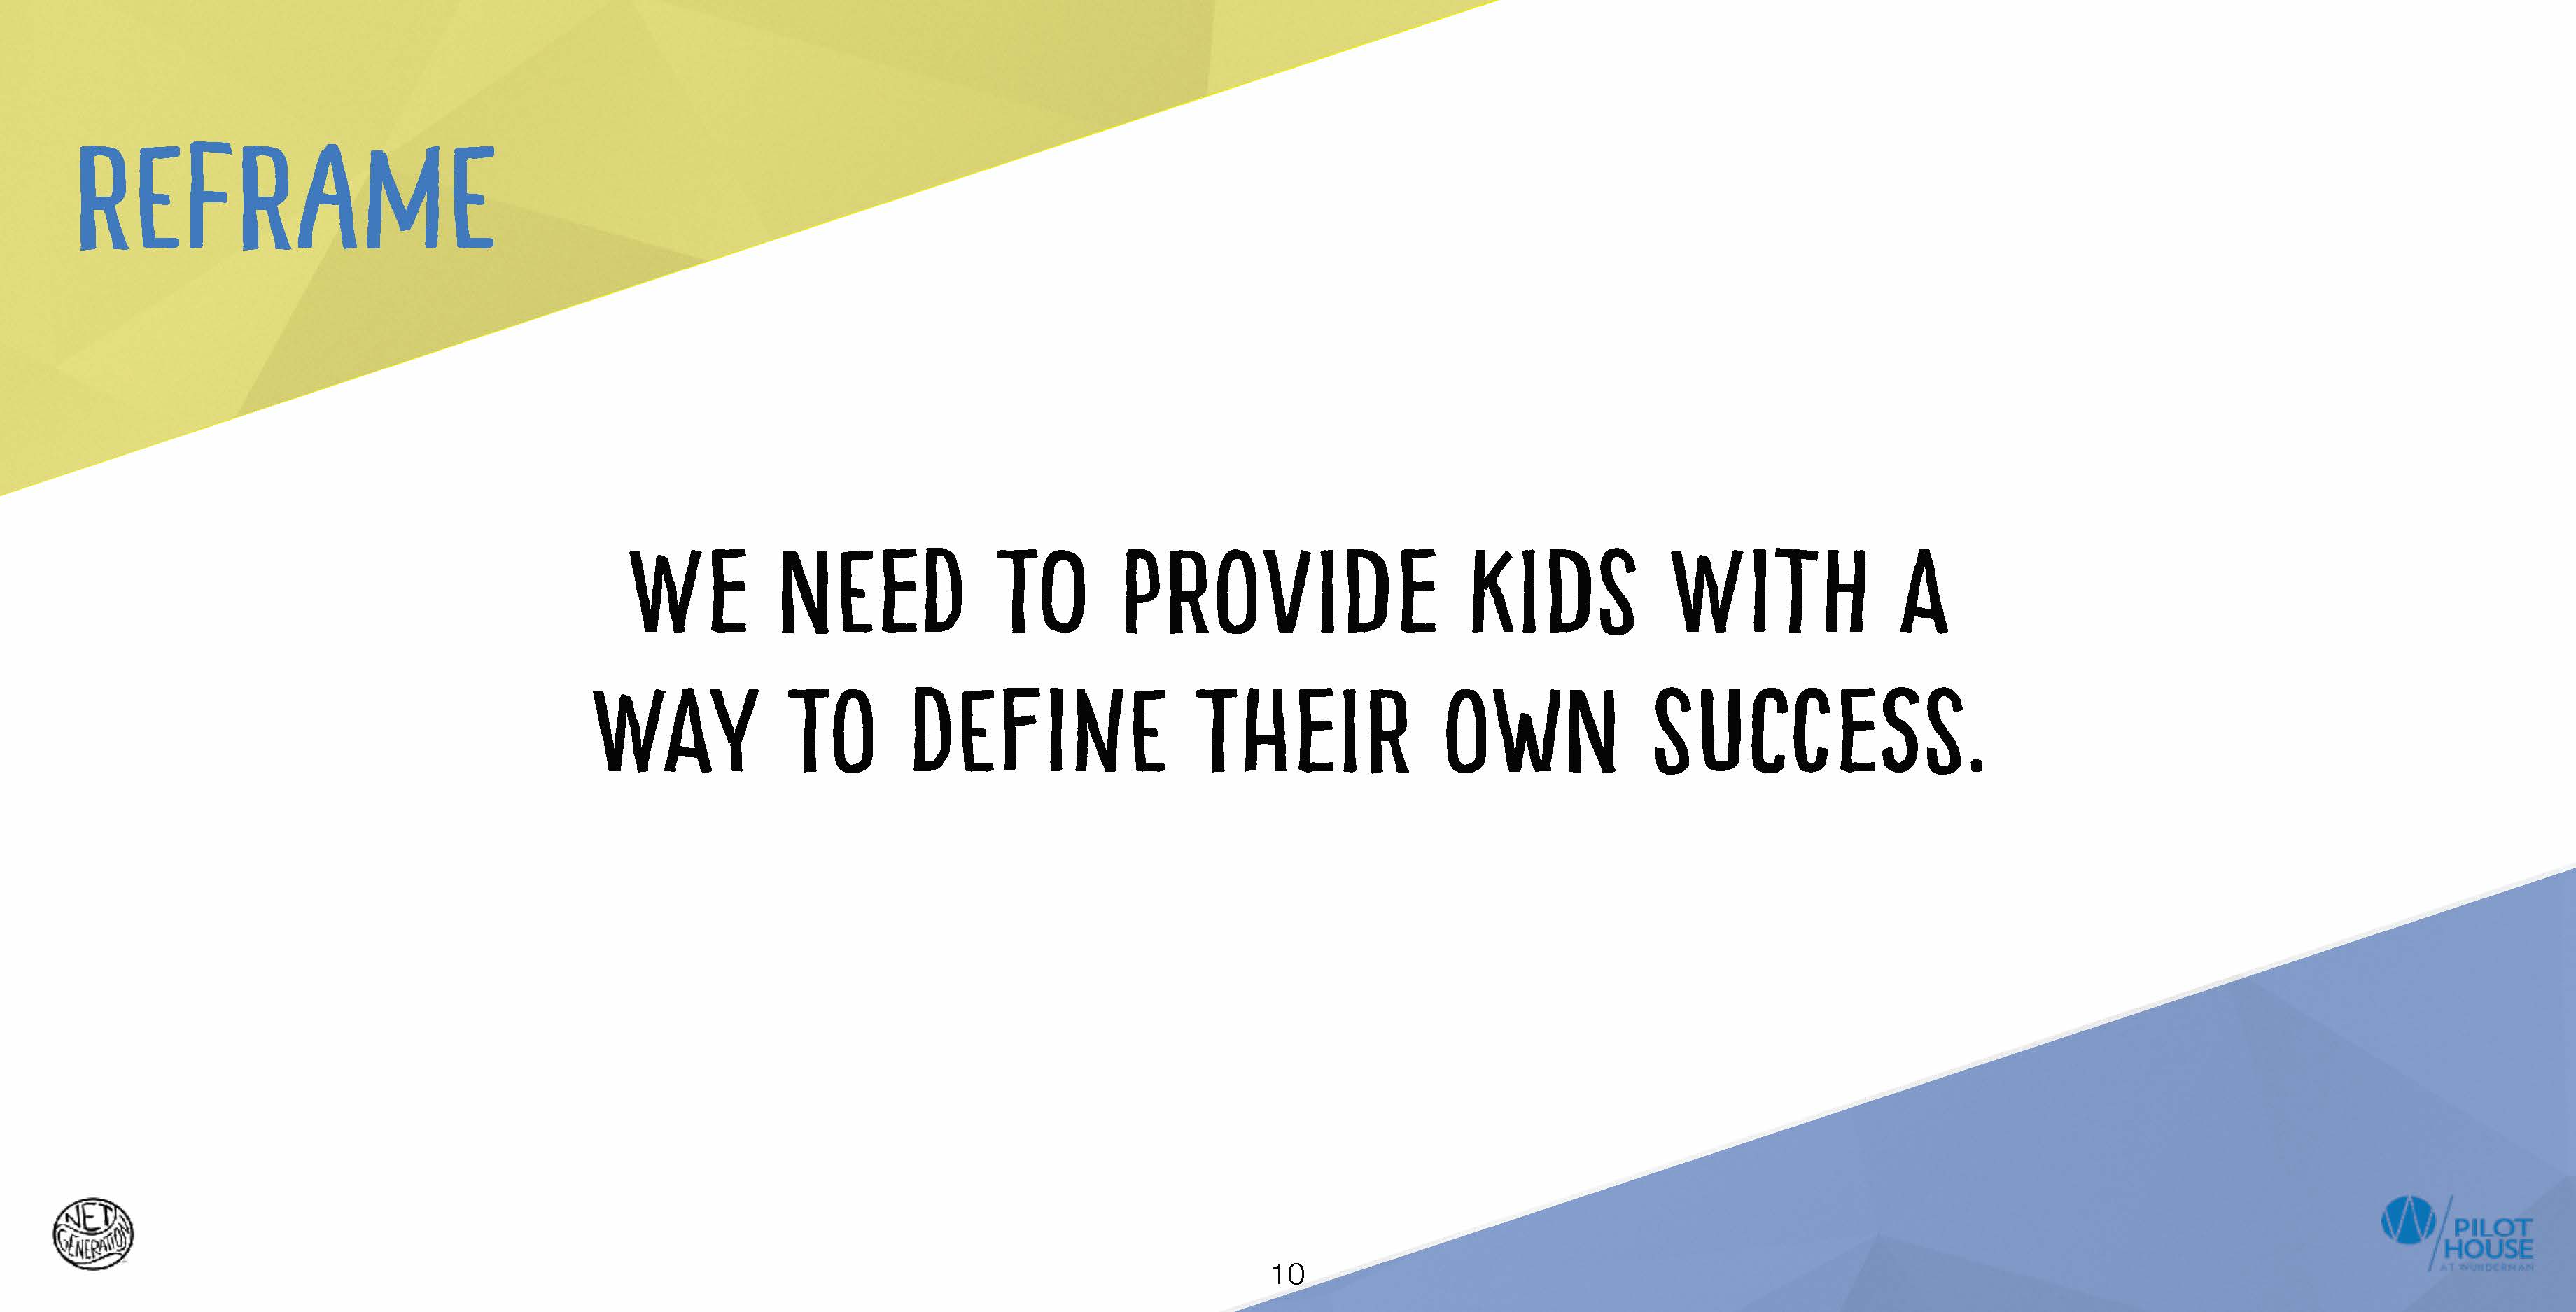 REFRAME
WE NEED TO PROVIDE KIDS WITH A
WAY TO DEFINE THEIR OWN SUCCESS.
NET
GENERATION
10
PILOT
HOUSE
AT WUNDERMAN